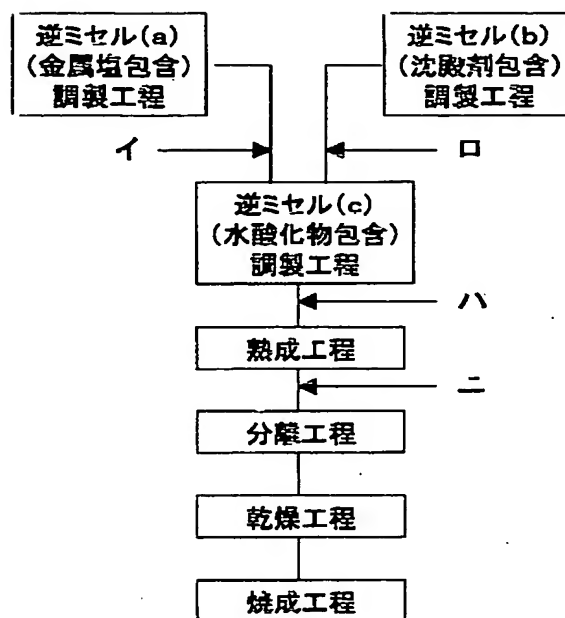 逆ミセル(a)
(金属塩包含)
調製工程
逆ミセル(b)
(沈殿剤包含)
調製工程
イ
ロ
逆ミセル(c)
(水酸化物包含)
調製工程
ハ
熟成工程
ニ
分離工程
乾燥工程
焼成工程